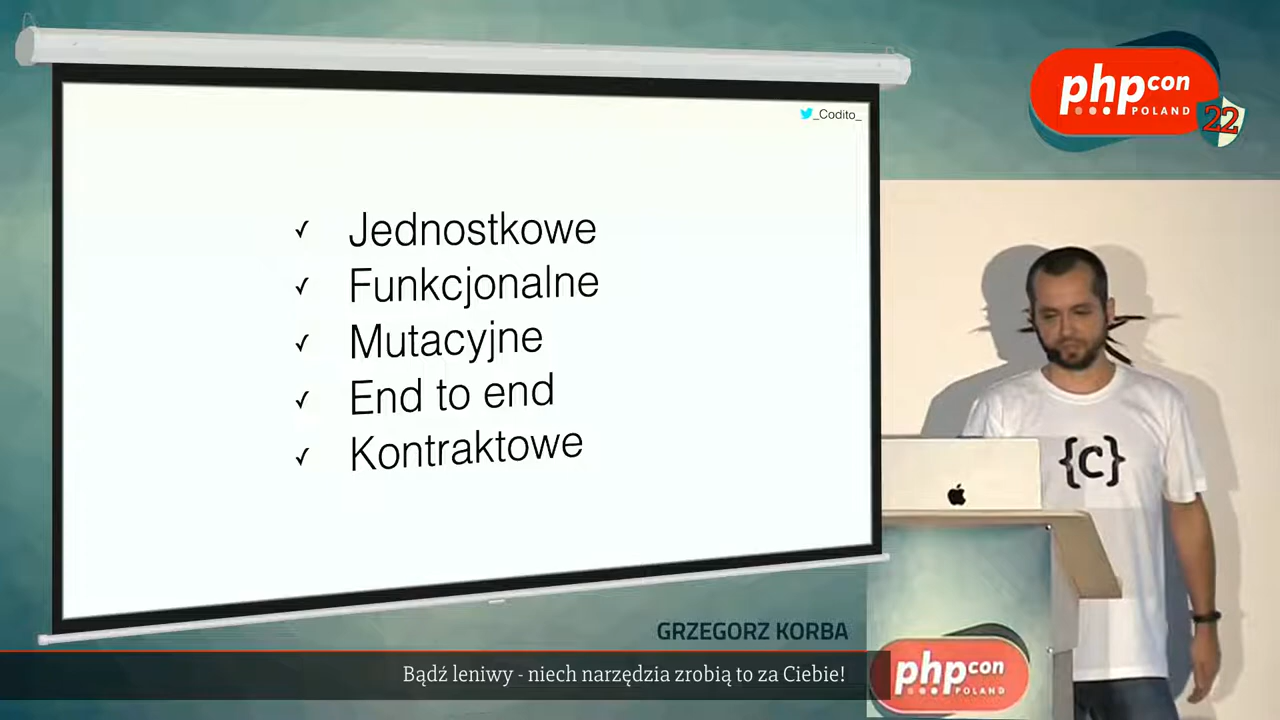 _Codito_
✓ Jednostkowe
✓ Funkcjonalne
✓ Mutacyjne
✓ End to end
✓ Kontraktowe
php con
POLAND
22
{c}
GRZEGORZ KORBA
Bądź leniwy - niech narzędzia zrobią to za Ciebie!
php con
POLAND